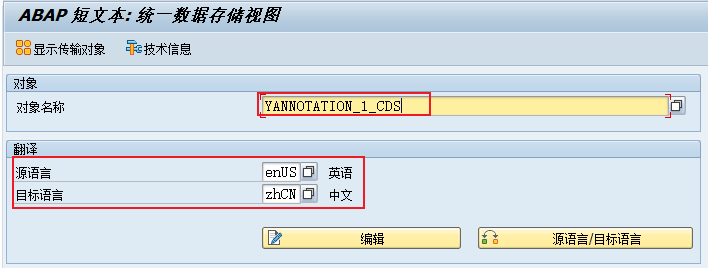 ABAP 短文本: 统一数据存储视图
显示传输对象 技术信息
对象
对象名称 YANNOTATION_1_CDS
翻译
源语言 enUS 英语
目标语言 zhCN 中文
编辑 源语言/目标语言